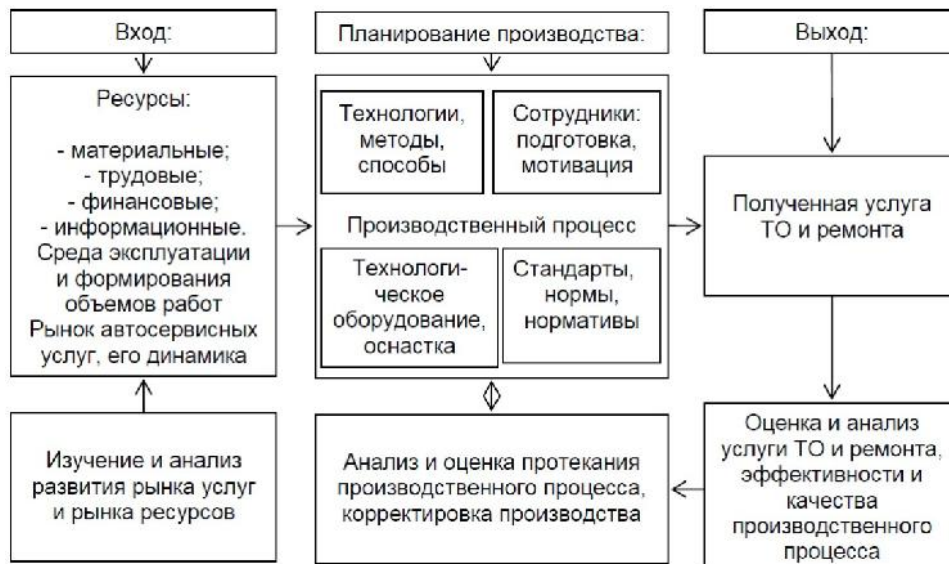 Вход:
Ресурсы:
- материальные;
- трудовые;
- финансовые;
- информационные.
Среда эксплуатации
и формирования
объемов работ
Рынок автосервисных
услуг, его динамика
Изучение и анализ
развития рынка услуг
и рынка ресурсов
Планирование производства:
Технологии,
методы,
способы
Сотрудники:
подготовка,
мотивация
Производственный процесс
Технологи-
ческое
оборудование,
оснастка
Стандарты,
нормы,
нормативы
Анализ и оценка протекания
производственного процесса,
корректировка производства
Выход:
Полученная услуга
ТО и ремонта
Оценка и анализ
услуги ТО и ремонта,
эффективности и
качества
производственного
процесса